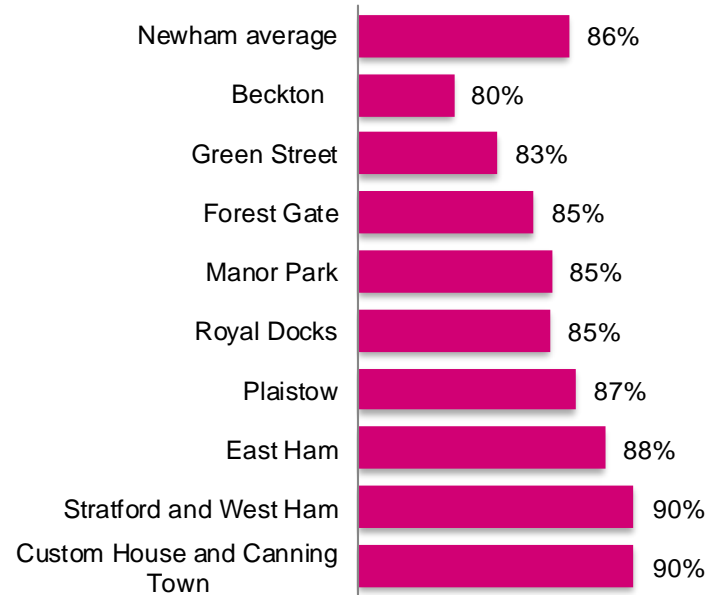 Newham average 86%
Beckton 80%
Green Street 83%
Forest Gate 85%
Manor Park 85%
Royal Docks 85%
Plaistow 87%
East Ham 88%
Stratford and West Ham 90%
Custom House and Canning
Town 90%